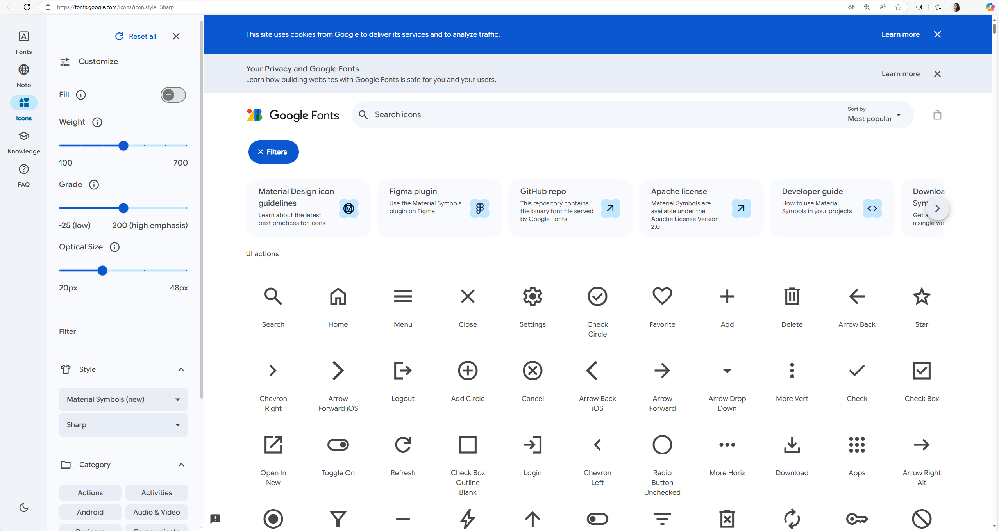 https://fonts.google.com/icons?icon.style=Sharp
Fonts
Noto
Icons
Knowledge
FAQ
Reset all
Customize
Fill
Weight
100 700
Grade
-25 (low) 200 (high emphasis)
Optical Size
20px 48px
Filter
Style
Material Symbols (new)
Sharp
Category
Actions Activities
Android Audio & Video
This site uses cookies from Google to deliver its services and to analyze traffic.
Learn more
Your Privacy and Google Fonts
Learn how building websites with Google Fonts is safe for you and your users.
Learn more
Google Fonts
Search icons
Sort by
Most popular
Filters
Material Design icon
guidelines
Learn about the latest
best practices for icons
Figma plugin
Use the Material Symbols
plugin on Figma
GitHub repo
This repository contains
the binary font file served
by Google Fonts
Apache license
Material Symbols are
available under the
Apache License Version
2.0
Developer guide
How to use Material
Symbols in your projects
Get a
a single
UI actions
Search
Home
Menu
Close
Settings
Check
Circle
Favorite
Add
Delete
Arrow Back
Star
Chevron
Right
Arrow
Forward iOS
Logout
Add Circle
Cancel
Arrow Back
iOS
Arrow
Forward
Arrow Drop
Down
More Vert
Check
Check Box
Open In
New
Toggle On
Refresh
Check Box
Outline
Blank
Login
Chevron
Left
Radio
Button
Unchecked
More Horiz
Download
Apps
Arrow Right
Alt